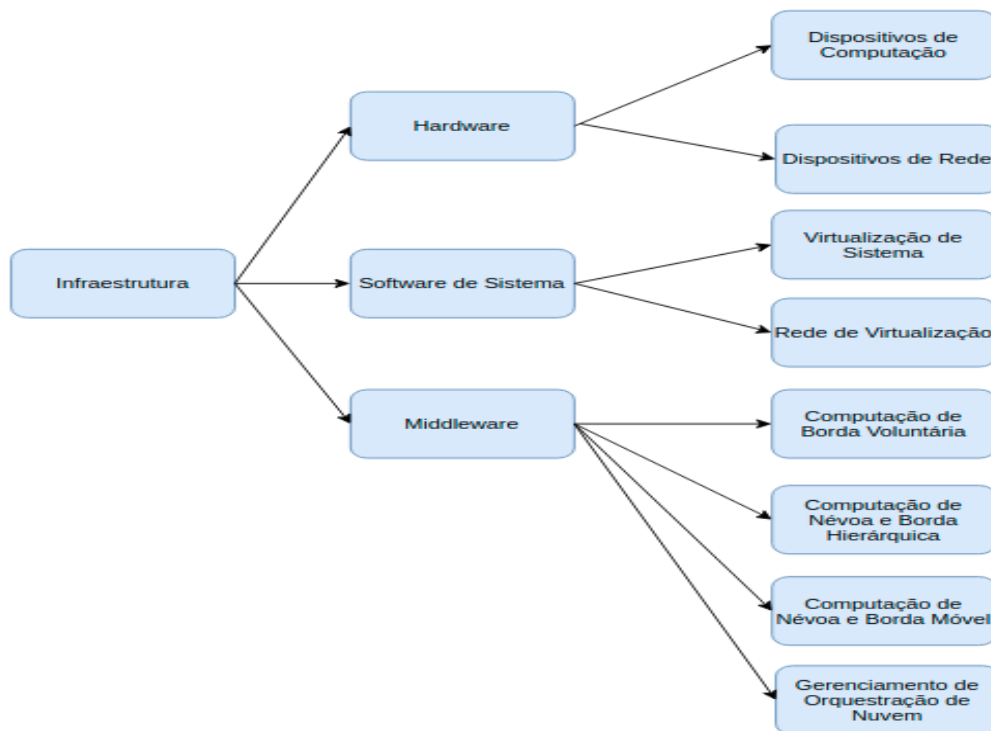 Dispositivos de
Computação
Hardware
Dispositivos de Rede
Virtualização de
Sistema
Infraestrutura
Software de Sistema
Rede de Virtualização
Middleware
Computação de
Borda Voluntária
Computação de
Névoa e Borda
Hierárquica
Computação de
Névoa e Borda Móvel
Gerenciamento de
Orquestração de
Nuvem